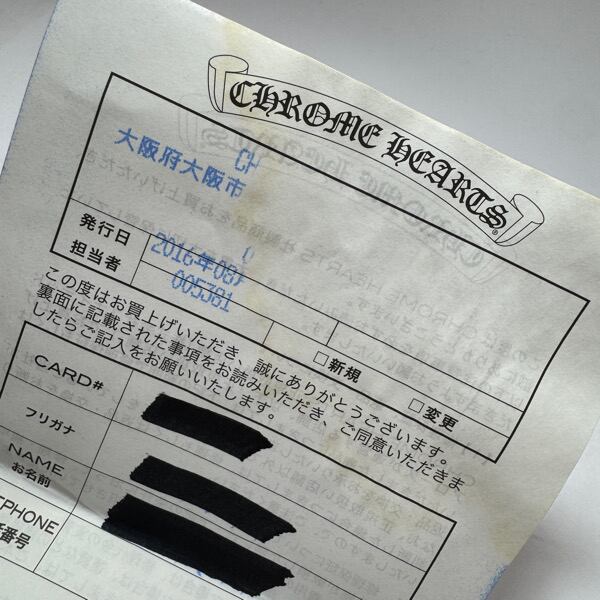 CHROME HEARTS®
CH
大阪府大阪市
発行日 2016年08月
担当者 005381
□新規 □変更
この度はお買上げいただき、誠にありがとうございます。
裏面に記載された事項をお読みいただき、ご同意いただきま
したらご記入をお願いいたします。
CARD#
フリガナ
NAME
お名前
PHONE
番号